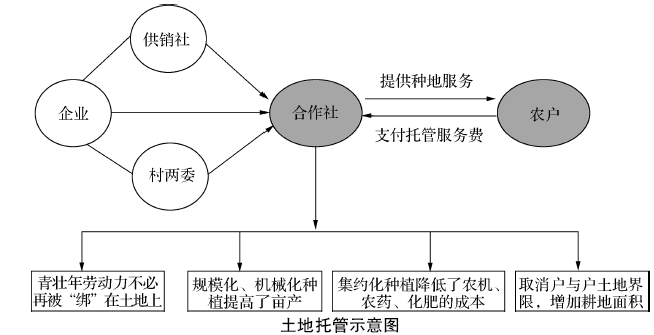 供销社
提供种地服务
企业
合作社
农户
支付托管服务费
村两委
青壮年劳动力不必
再被“绑”在土地上
规模化、机械化种
植提高了亩产
集约化种植降低了农机、
农药、化肥的成本
取消户与户土地界
限，增加耕地面积
土地托管示意图